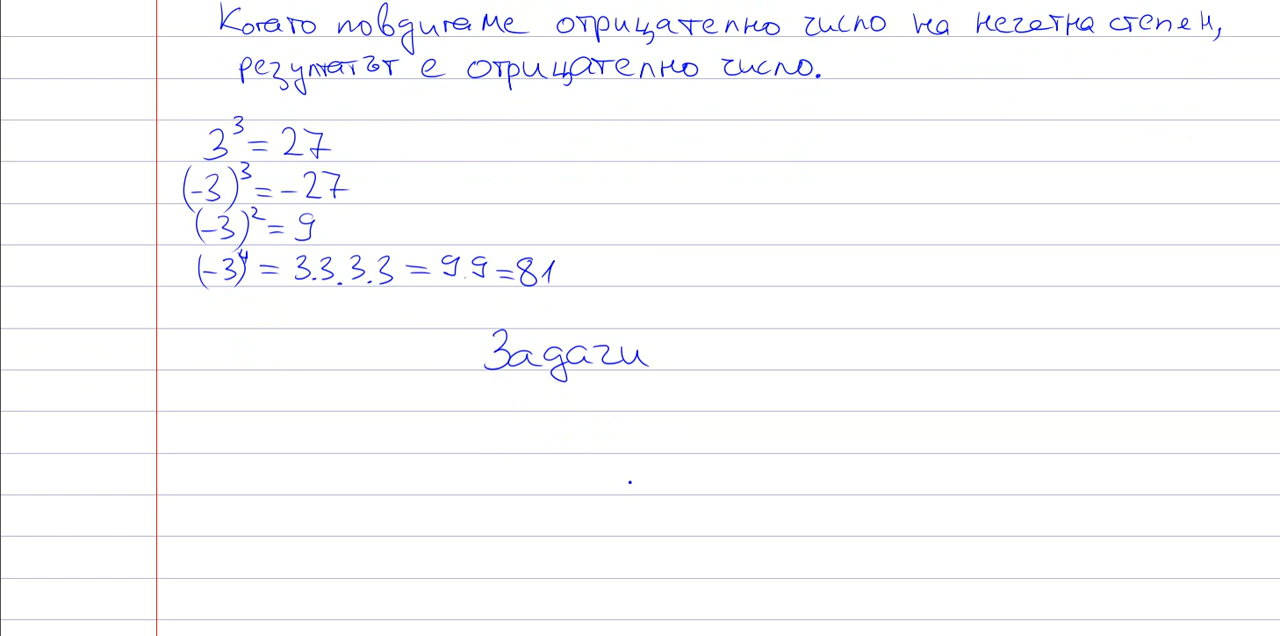 Когато повдигаме отрицателно число на нечетна степен,
резултатът е отрицателно число.
3³ = 27
(-3)³ = - 27
(-3)² = 9
(-3)⁴ = 3.3.3.3 = 9.9 = 81
Задачи